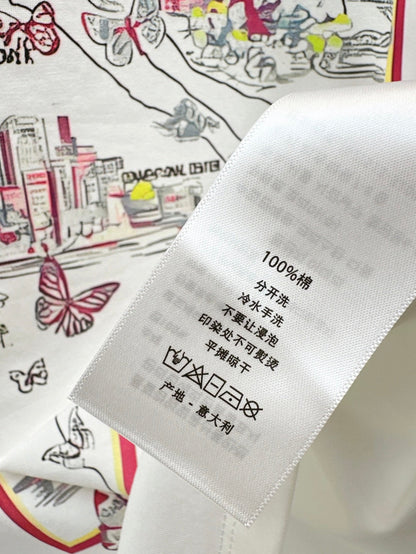 100%棉
分开洗
冷水手洗
不要让浸泡
印染处不可熨烫
平摊晾干
产地 - 意大利